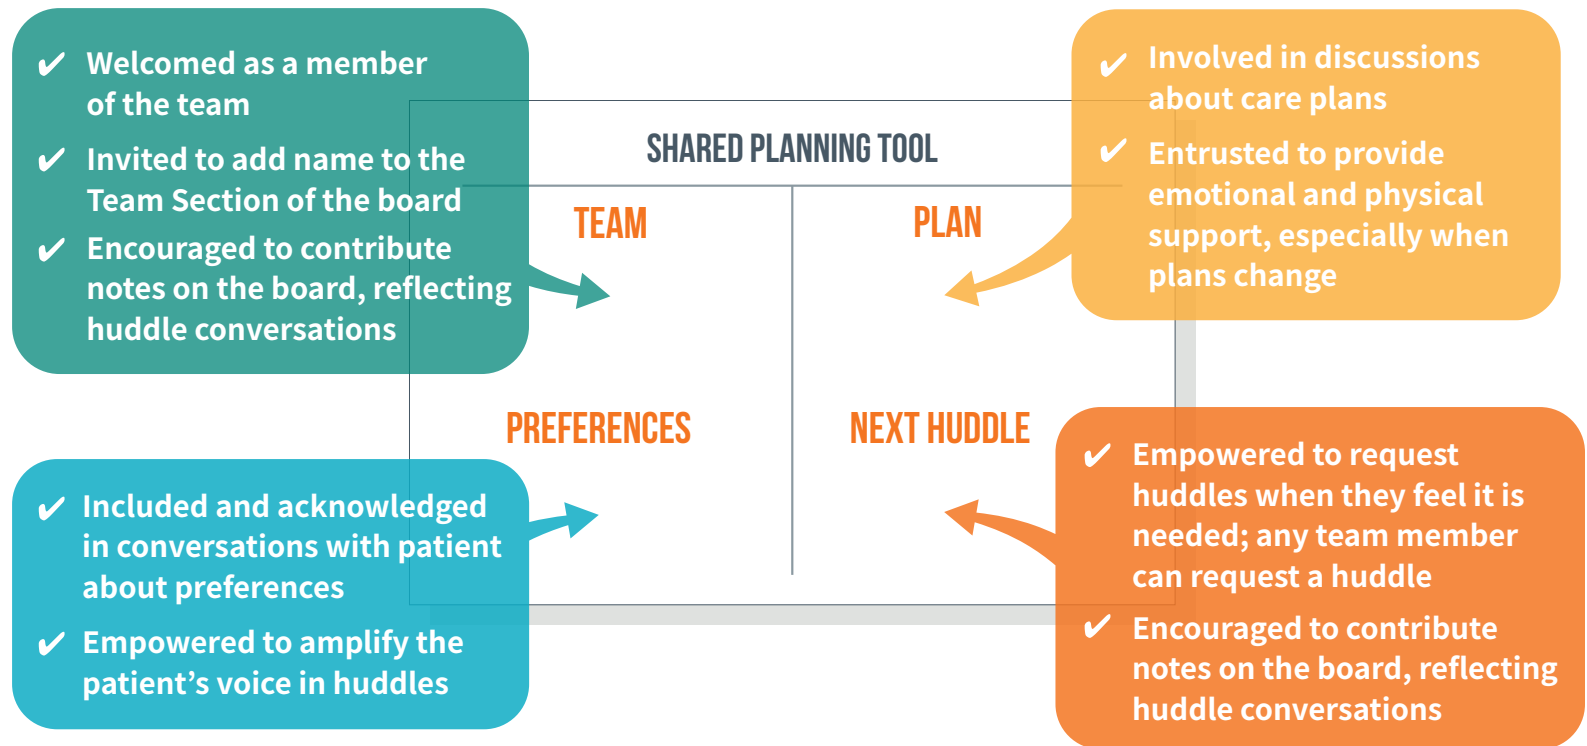 ✔ Welcomed as a member
of the team
✔ Invited to add name to the
Team Section of the board
✔ Encouraged to contribute
notes on the board, reflecting
huddle conversations
SHARED PLANNING TOOL
TEAM
PLAN
PREFERENCES
NEXT HUDDLE
✔ Involved in discussions
about care plans
✔ Entrusted to provide
emotional and physical
support, especially when
plans change
✔ Included and acknowledged
in conversations with patient
about preferences
✔ Empowered to amplify the
patient’s voice in huddles
✔ Empowered to request
huddles when they feel it is
needed; any team member
can request a huddle
✔ Encouraged to contribute
notes on the board, reflecting
huddle conversations